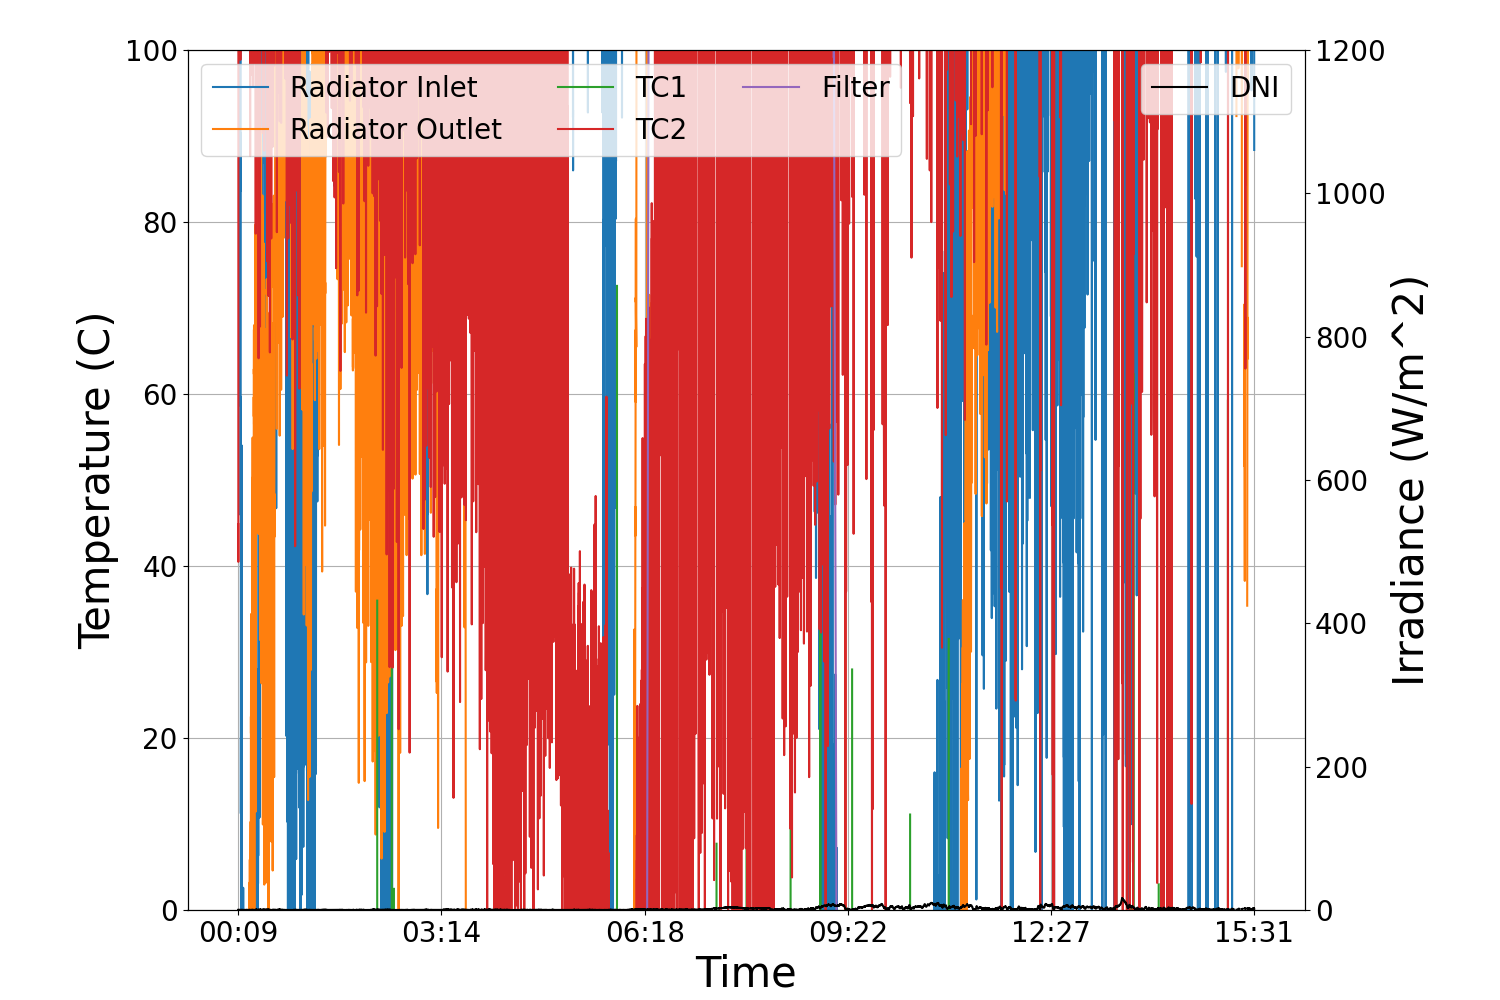 Radiator Inlet
Radiator Outlet
TC1
TC2
Filter
DNI
Temperature (C)
100
80
60
40
20
0
1200
1000
800
600
400
200
0
Irradiance (W/m^2)
00:09 03:14 06:18 09:22 12:27 15:31
Time